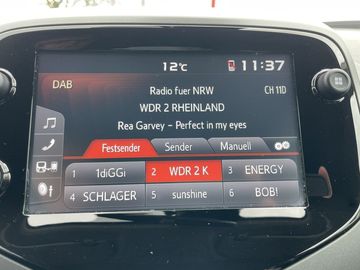 12°C 11:37
DAB
Radio fuer NRW
CH 11D
WDR 2 RHEINLAND
Rea Garvey - Perfect in my eyes
Festsender Sender Manuell
1 1diGGi 2 WDR 2 K 3 ENERGY
4 SCHLAGER 5 sunshine 6 BOB!